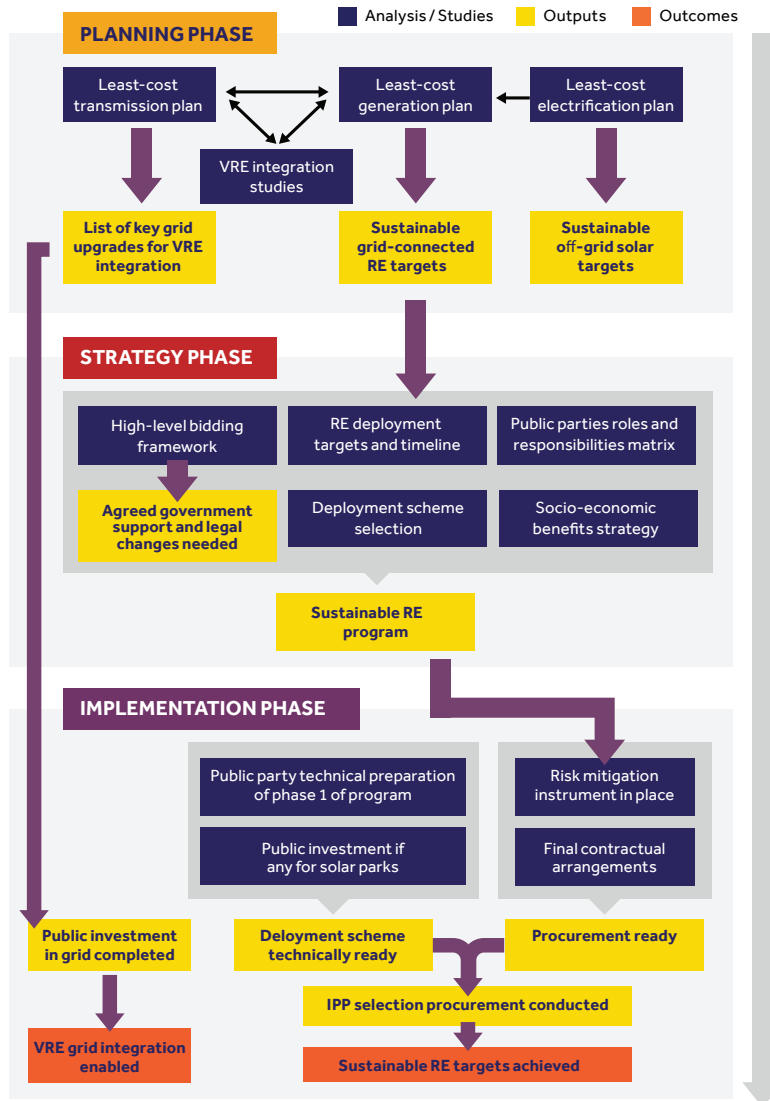 Analysis / Studies
Outputs
Outcomes
PLANNING PHASE
Least-cost
transmission plan
Least-cost
generation plan
Least-cost
electrification plan
VRE integration
studies
List of key grid
upgrades for VRE
integration
Sustainable
grid-connected
RE targets
Sustainable
off-grid solar
targets
STRATEGY PHASE
High-level bidding
framework
RE deployment
targets and timeline
Public parties roles and
responsibilities matrix
Agreed government
support and legal
changes needed
Deployment scheme
selection
Socio-economic
benefits strategy
Sustainable RE
program
IMPLEMENTATION PHASE
Public party technical preparation
of phase 1 of program
Risk mitigation
instrument in place
Public investment if
any for solar parks
Final contractual
arrangements
Public investment
in grid completed
Deloyment scheme
technically ready
Procurement ready
IPP selection procurement conducted
VRE grid integration
enabled
Sustainable RE targets achieved